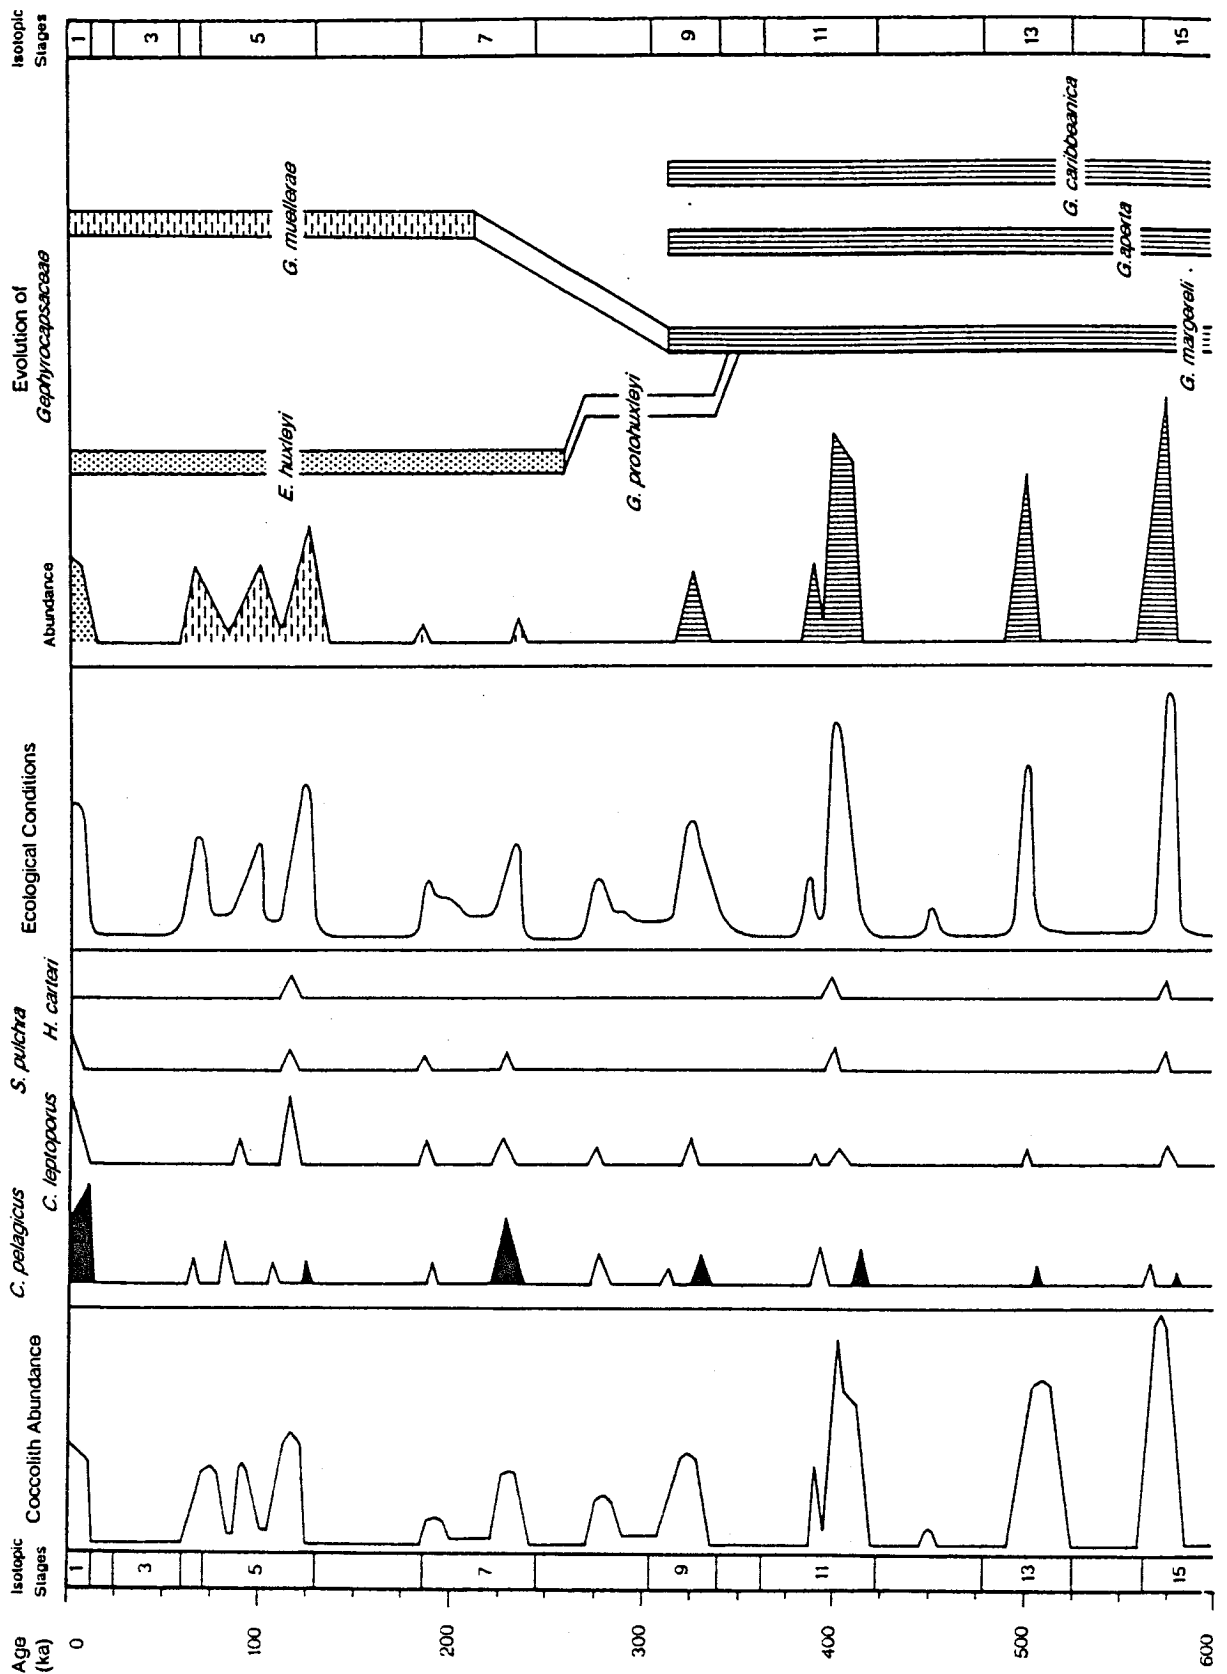 Isotopic
Stages
1
3
5
7
9
11
13
15
Evolution of
Gephyrocapsaceae
G. muellerae
G. caribbeanica
G.aperta
G. margereli
E. huxleyi
G. protohuxleyi
Abundance
Ecological Conditions
H. carteri
S. pulchra
C. leptoporus
C. pelagicus
Coccolith Abundance
Isotopic
Stages
1
3
5
7
9
11
13
15
Age
(ka)
0
100
200
300
400
500
600